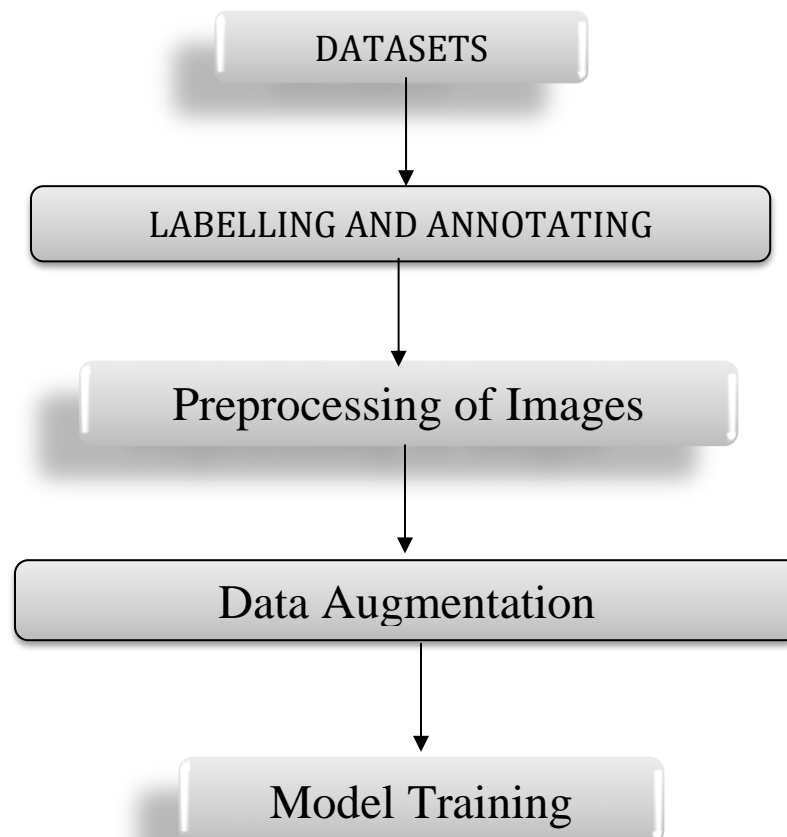 DATASETS
LABELLING AND ANNOTATING
Preprocessing of Images
Data Augmentation
Model Training